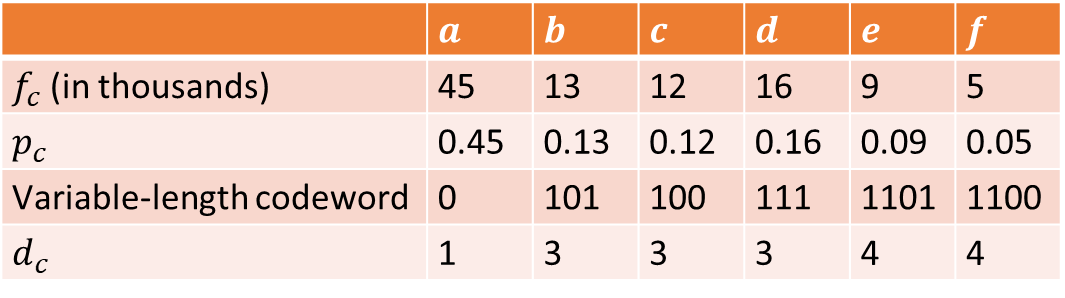 a b c d e f
f_c (in thousands) 45 13 12 16 9 5
p_c 0.45 0.13 0.12 0.16 0.09 0.05
Variable-length codeword 0 101 100 111 1101 1100
d_c 1 3 3 3 4 4